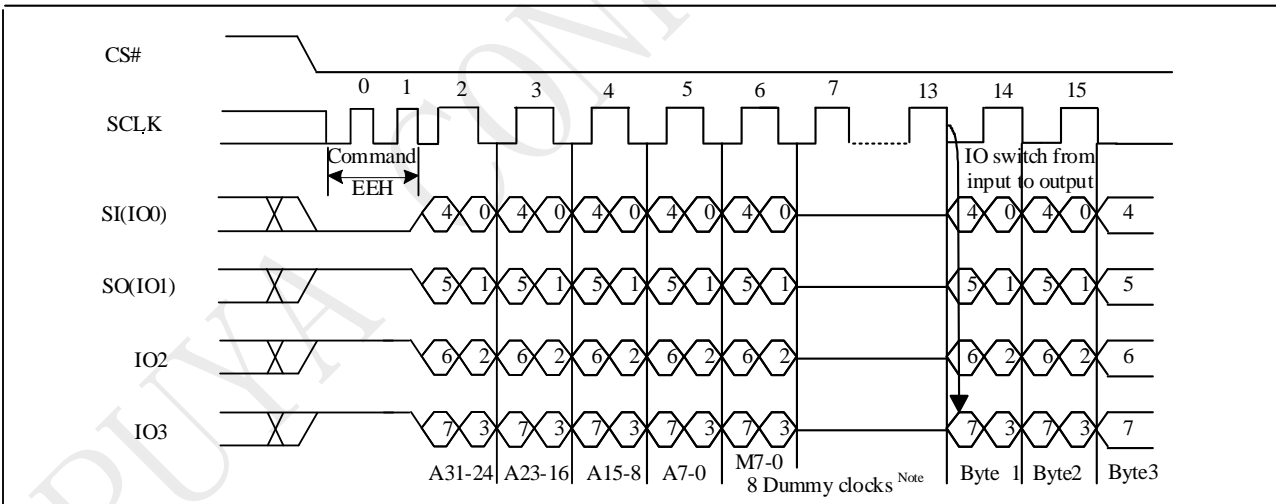 PUYA CON
CS#
0 1 2 3 4 5 6 7 13 14 15
SCLK
Command
EEH
IO switch from
input to output
SI(IO0) 4 0 4 0 4 0 4 0 4 0 4 0 4 0 4
SO(IO1) 5 1 5 1 5 1 5 1 5 1 5 1 5 1 5
IO2 6 2 6 2 6 2 6 2 6 2 6 2 6 2 6
IO3 7 3 7 3 7 3 7 3 7 3 7 3 7 3 7
A31-24 A23-16 A15-8 A7-0 M7-0 Byte 1 Byte2 Byte3
8 Dummy clocks Note